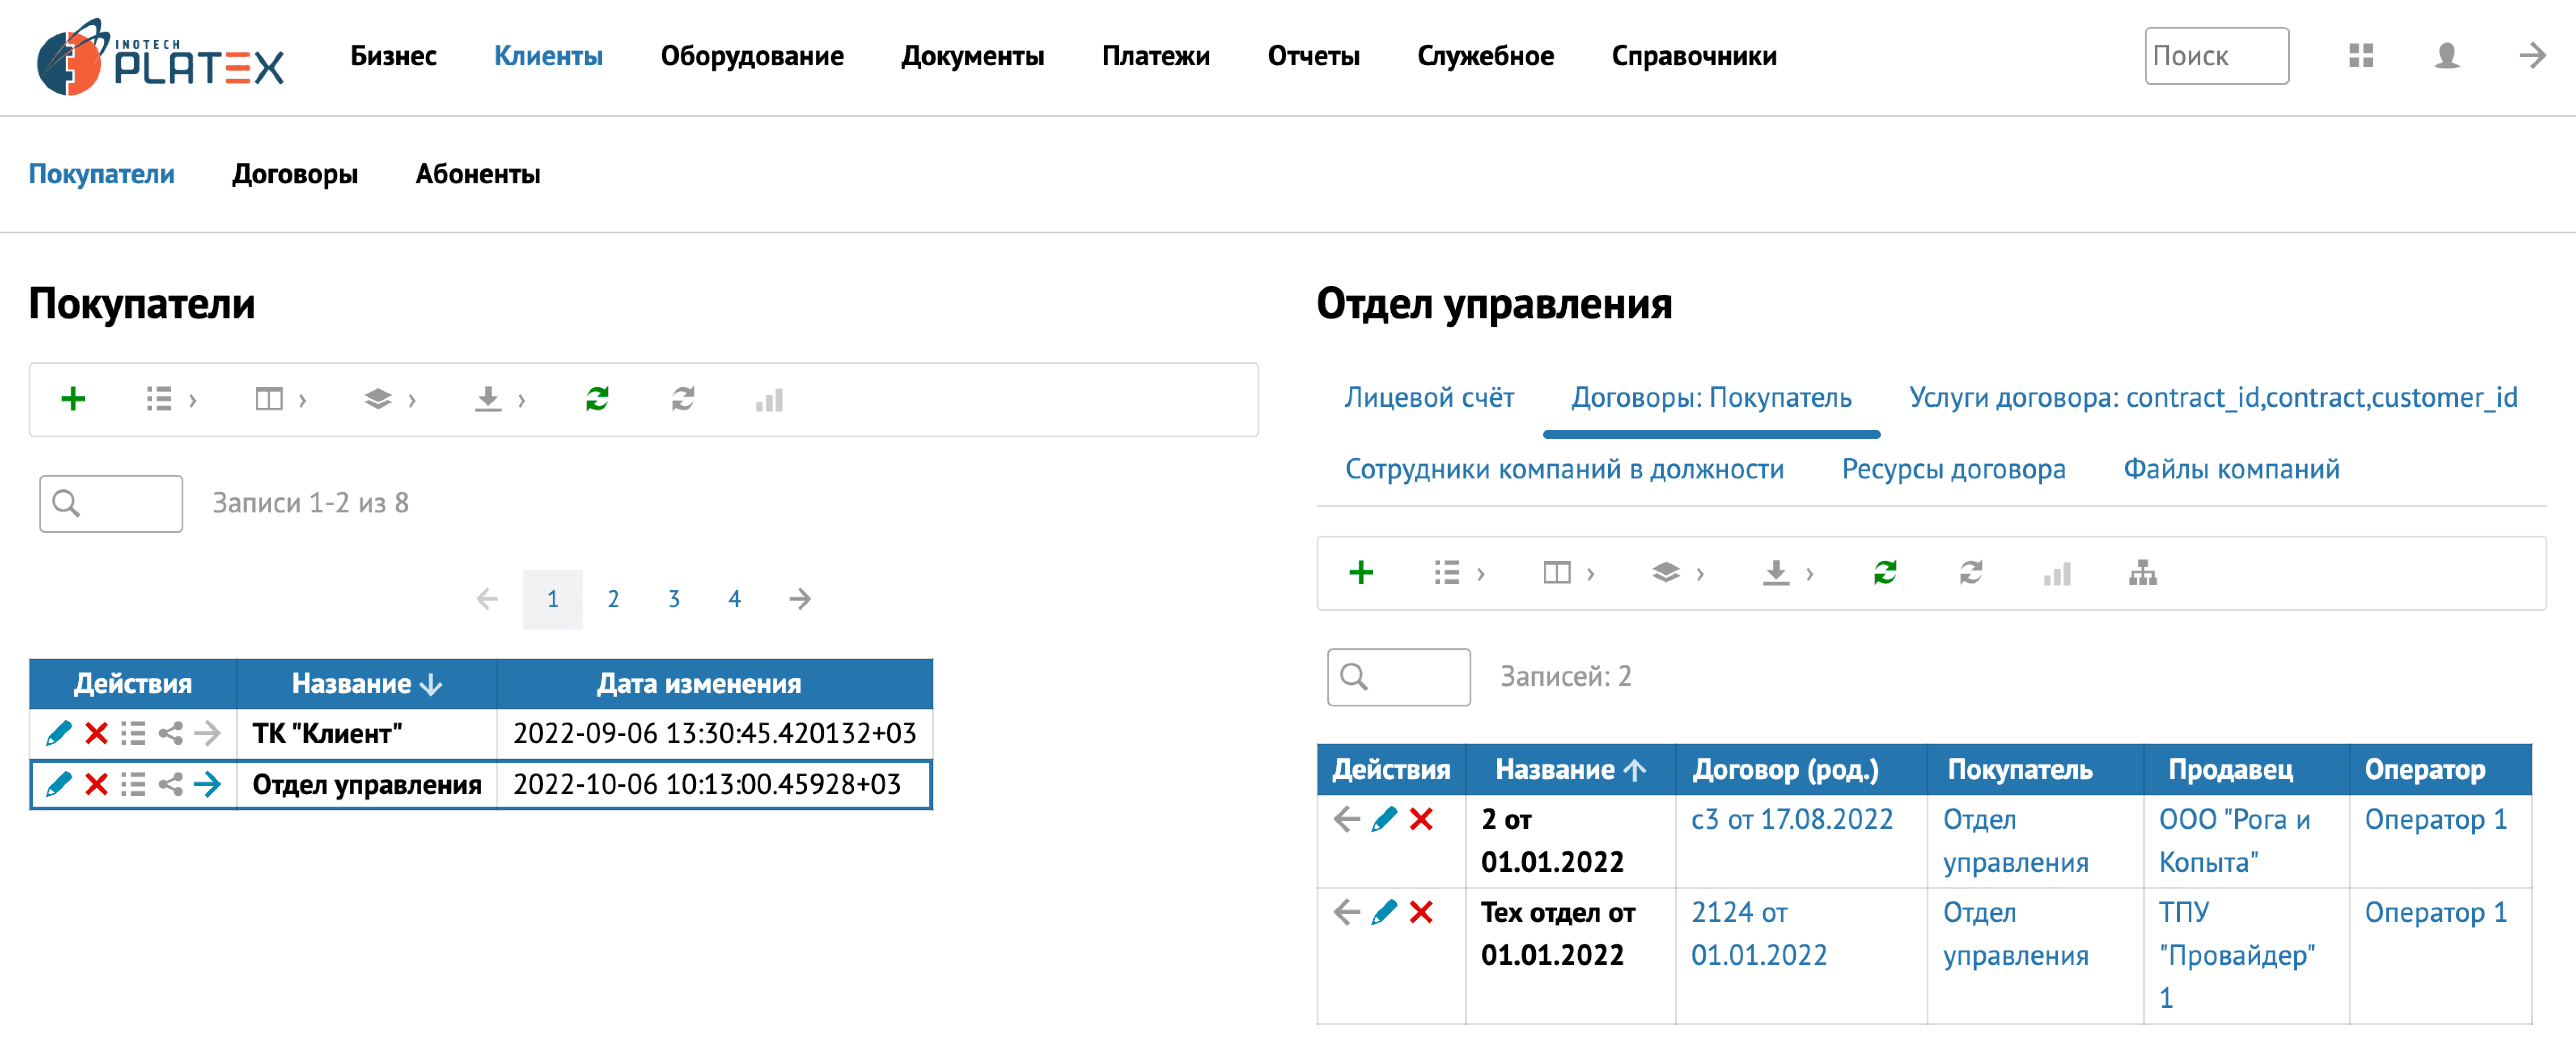 INOTECH
PLATEX
Бизнес Клиенты Оборудование Документы Платежи Отчеты Служебное Справочники
Поиск
Покупатели Договоры Абоненты
Покупатели
Записи 1-2 из 8
1 2 3 4
Действия Название Дата изменения
ТК "Клиент" 2022-09-06 13:30:45.420132+03
Отдел управления 2022-10-06 10:13:00.45928+03
Отдел управления
Лицевой счёт Договоры: Покупатель Услуги договора: contract_id,contract,customer_id
Сотрудники компаний в должности Ресурсы договора Файлы компаний
Записей: 2
Действия Название Договор (род.) Покупатель Продавец Оператор
2 от с3 от 17.08.2022 Отдел ООО "Рога и Оператор 1
01.01.2022 управления Копыта"
Тех отдел от 2124 от Отдел ТПУ Оператор 1
01.01.2022 01.01.2022 управления "Провайдер"
1